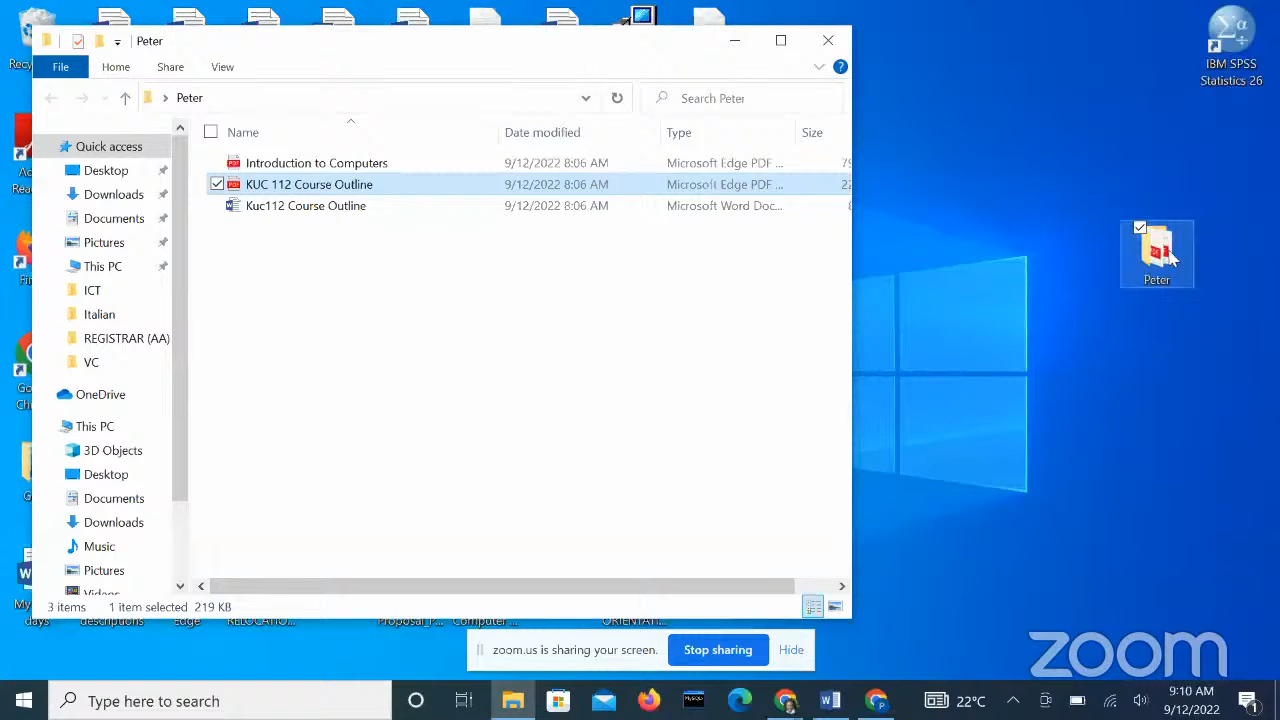 Peter
File Home Share View
Peter
Search Peter
Name Date modified Type Size
Introduction to Computers 9/12/2022 8:06 AM Microsoft Edge PDF ...
KUC 112 Course Outline 9/12/2022 8:06 AM Microsoft Edge PDF ...
Kuc112 Course Outline 9/12/2022 8:06 AM Microsoft Word Doc...
Quick access
Desktop
Downloads
Documents
Pictures
This PC
ICT
Italian
REGISTRAR (AA)
VC
OneDrive
This PC
3D Objects
Desktop
Documents
Downloads
Music
Pictures
Videos
3 items 1 item selected 219 KB
IBM SPSS
Statistics 26
Peter
days descriptions Edge RELOCATIO... Proposal_P... Computer ... ORIENTATI...
zoom.us is sharing your screen. Stop sharing Hide
zoom
Type here to search
MySQL
22°C
9:10 AM
9/12/2022
1